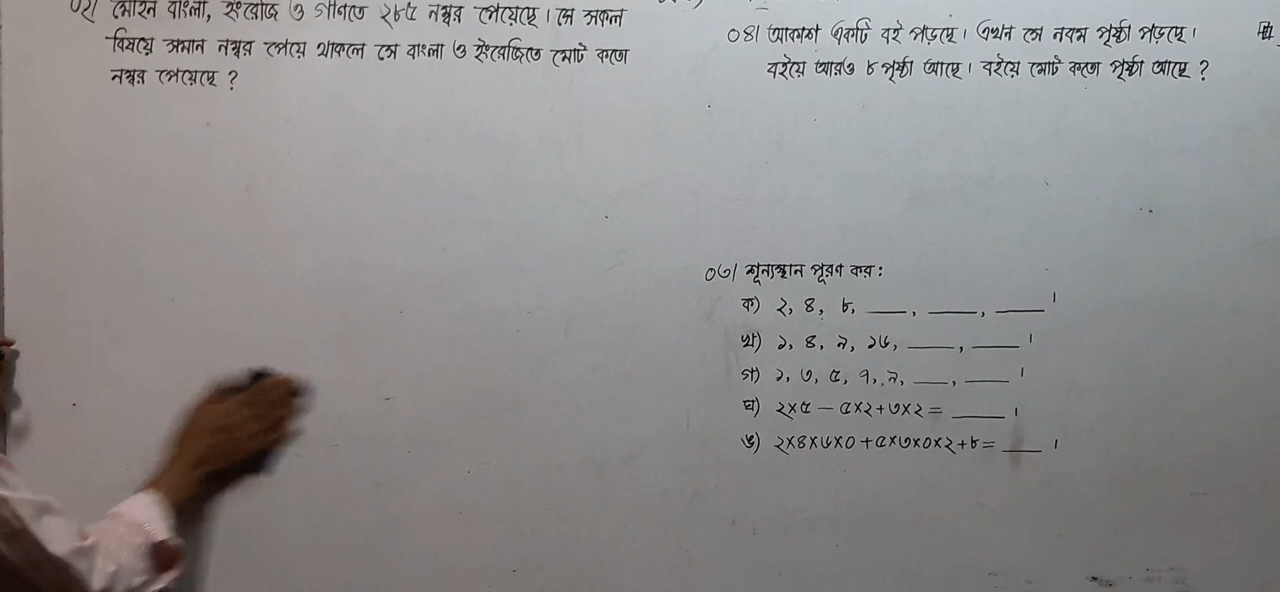 ০২। মোহন বাংলা, ইংরেজি ও গণিতে ২৮৫ নম্বর পেয়েছে। সে সকল
বিষয়ে সমান নম্বর পেয়ে থাকলে সে বাংলা ও ইংরেজিতে মোট কতো
নম্বর পেয়েছে ?
০৪। আকাশ একটি বই পড়ছে। এখন সে নবম পৃষ্ঠা পড়ছে।
বইয়ে আরও ৮ পৃষ্ঠা আছে। বইয়ে মোট কতো পৃষ্ঠা আছে ?
০৬। শূন্যস্থান পূরণ কর:
ক) ২, ৪, ৮, ___, ___, ___।
খ) ১, ৪, ৯, ১৬, ___, ___।
গ) ১, ৩, ৫, ৭, ৯, ___, ___।
ঘ) ২×৫ – ৫×২+৩×২ = ___।
ঙ) ২×৪×৬×০+৫×৩×০×২+৮= ___।